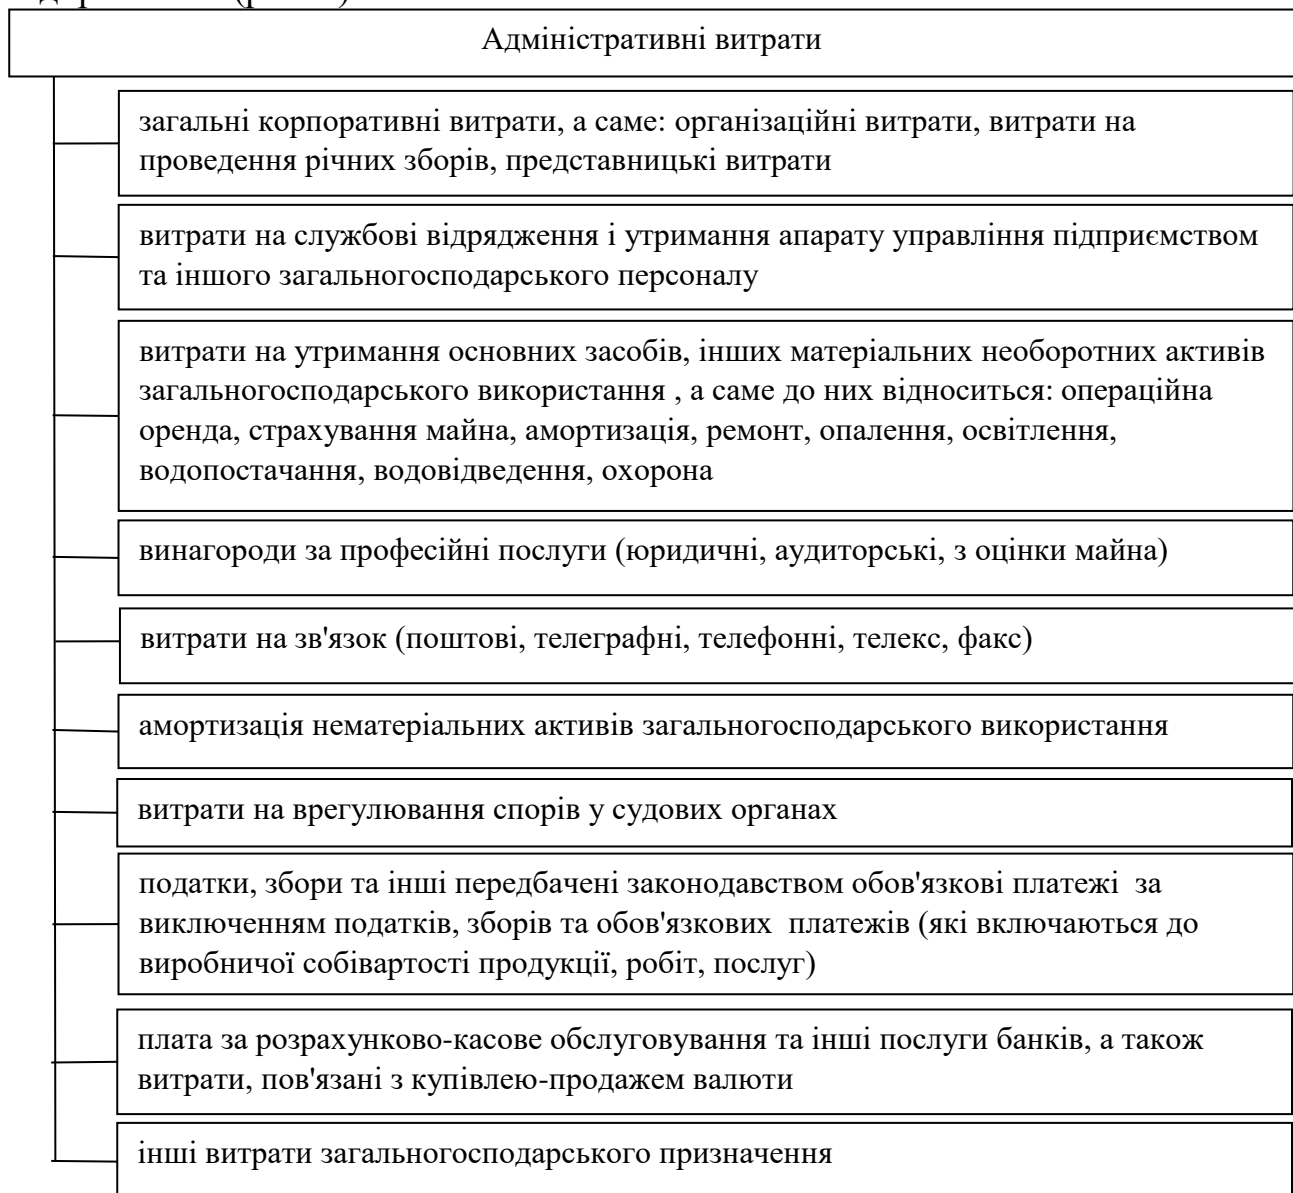 Адміністративні витрати
загальні корпоративні витрати, а саме: організаційні витрати, витрати на
проведення річних зборів, представницькі витрати
витрати на службові відрядження і утримання апарату управління підприємством
та іншого загальногосподарського персоналу
витрати на утримання основних засобів, інших матеріальних необоротних активів
загальногосподарського використання , а саме до них відноситься: операційна
оренда, страхування майна, амортизація, ремонт, опалення, освітлення,
водопостачання, водовідведення, охорона
винагороди за професійні послуги (юридичні, аудиторські, з оцінки майна)
витрати на зв'язок (поштові, телеграфні, телефонні, телекс, факс)
амортизація нематеріальних активів загальногосподарського використання
витрати на врегулювання спорів у судових органах
податки, збори та інші передбачені законодавством обов'язкові платежі  за
виключенням податків, зборів та обов'язкових  платежів (які включаються до
виробничої собівартості продукції, робіт, послуг)
плата за розрахунково-касове обслуговування та інші послуги банків, а також
витрати, пов'язані з купівлею-продажем валюти
інші витрати загальногосподарського призначення